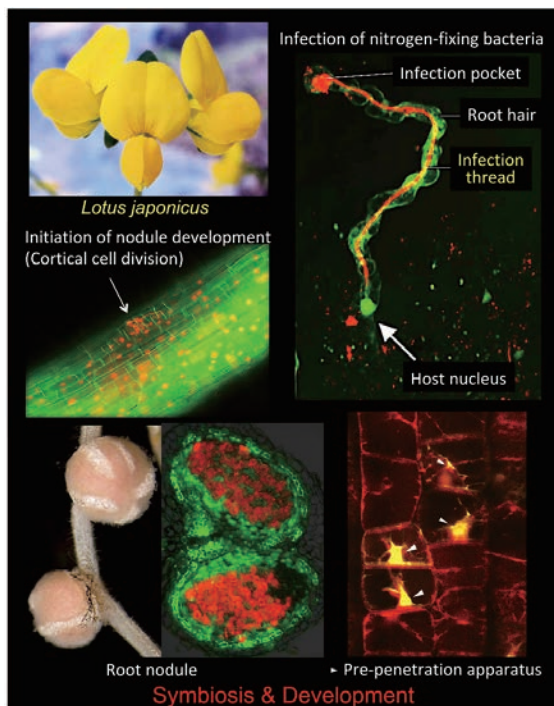 Infection of nitrogen-fixing bacteria
Infection pocket
Root hair
Infection
thread
Lotus japonicus
Initiation of nodule development
(Cortical cell division)
Host nucleus
Root nodule
Pre-penetration apparatus
Symbiosis & Development